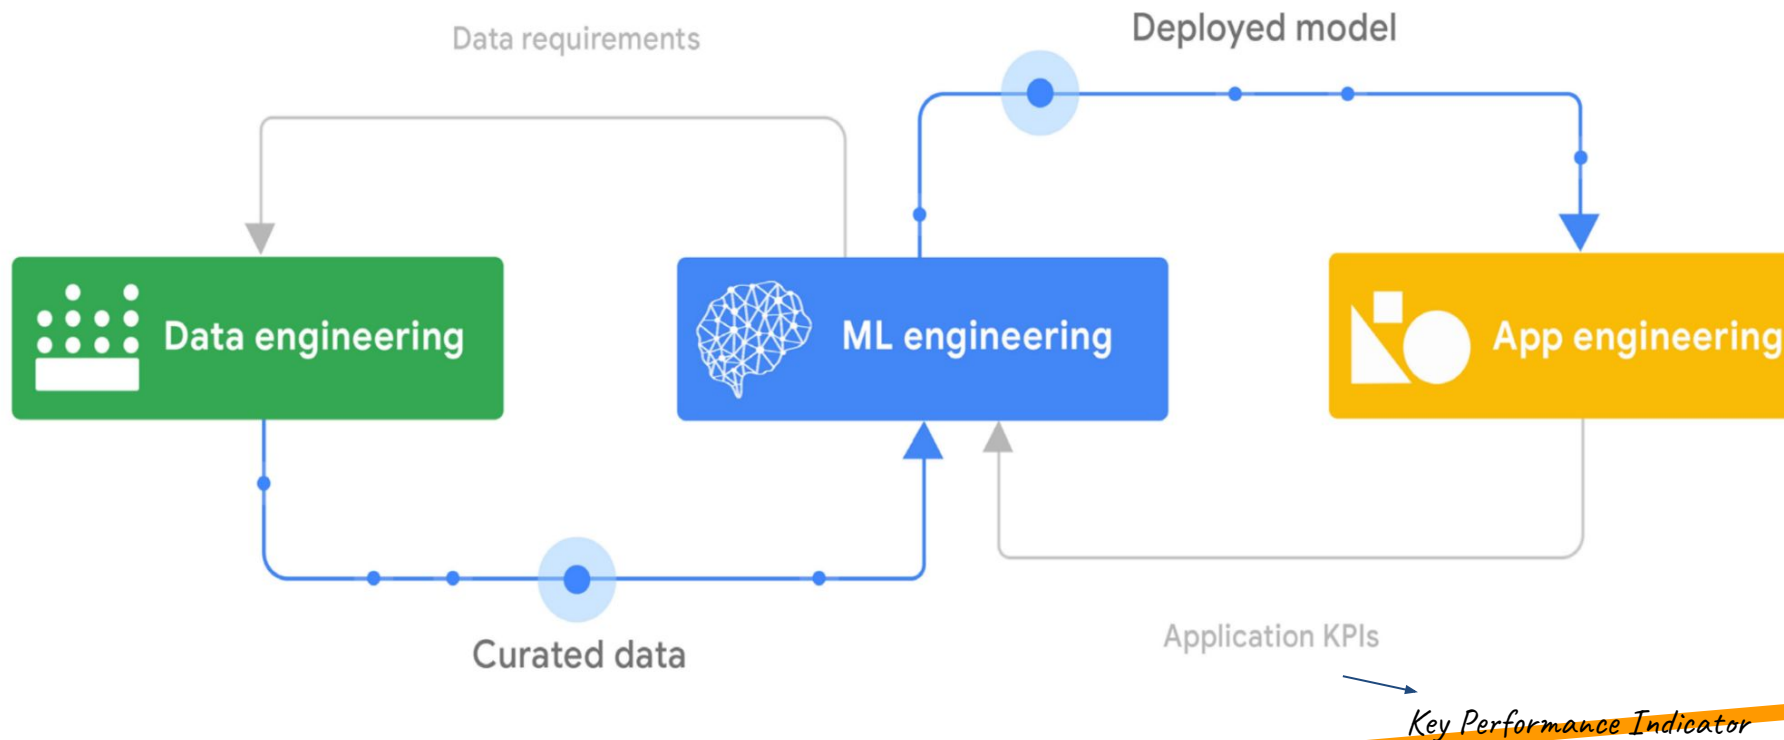 Data requirements
Deployed model
Data engineering
ML engineering
App engineering
Curated data
Application KPIs
Key Performance Indicator